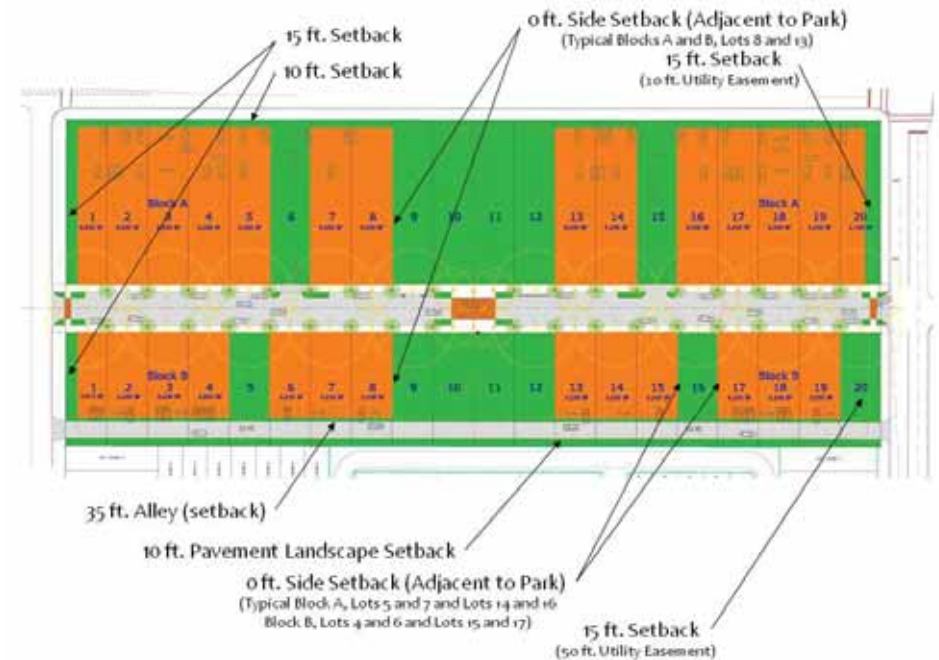 15 ft. Setback
10 ft. Setback
0 ft. Side Setback (Adjacent to Park)
(Typical Blocks A and B, Lots 8 and 13)
15 ft. Setback
(10 ft. Utility Easement)
Block A
Block A
1 2 3 4 5 6 7 8 9 10 11 12 13 14 15 16 17 18 19 20
Block B
Block B
1 2 3 4 5 6 7 8 9 10 11 12 13 14 15 16 17 18 19 20
35 ft. Alley (setback)
10 ft. Pavement Landscape Setback
0 ft. Side Setback (Adjacent to Park)
(Typical Block A, Lots 5 and 7 and Lots 14 and 16
Block B, Lots 4 and 6 and Lots 15 and 17)
15 ft. Setback
(50 ft. Utility Easement)